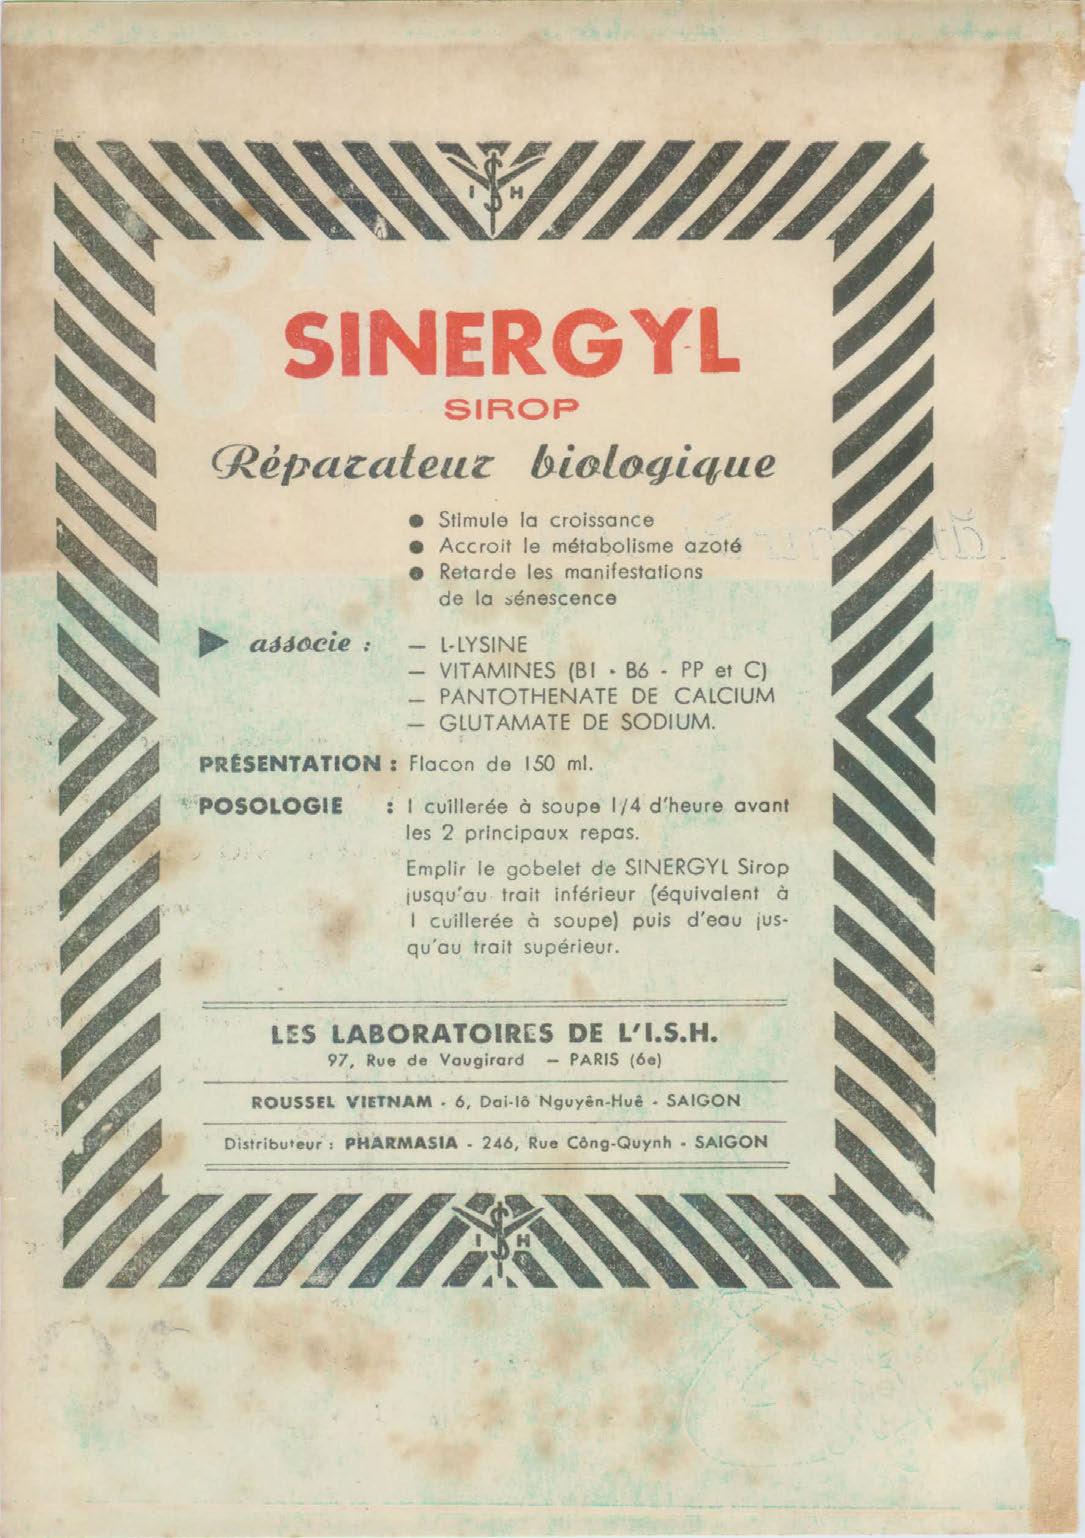 I S H
SINERGYL
SIROP
Réparateur biologique
● Stimule la croissance
● Accroit le métabolisme azoté
● Retarde les manifestations
de la sénescence
▶ associe :
— L-LYSINE
— VITAMINES (B1 - B6 - PP et C)
— PANTOTHENATE DE CALCIUM
— GLUTAMATE DE SODIUM.
PRÉSENTATION : Flacon de 150 ml.
POSOLOGIE : 1 cuillerée à soupe 1/4 d'heure avant
les 2 principaux repas.
Emplir le gobelet de SINERGYL Sirop
jusqu'au trait inférieur (équivalent à
1 cuillerée à soupe) puis d'eau jus-
qu'au trait supérieur.
LES LABORATOIRES DE L'I.S.H.
97, Rue de Vaugirard — PARIS (6e)
ROUSSEL VIETNAM - 6, Dai-lô Nguyên-Huê - SAIGON
Distributeur : PHARMASIA - 246, Rue Công-Quynh - SAIGON
I S H